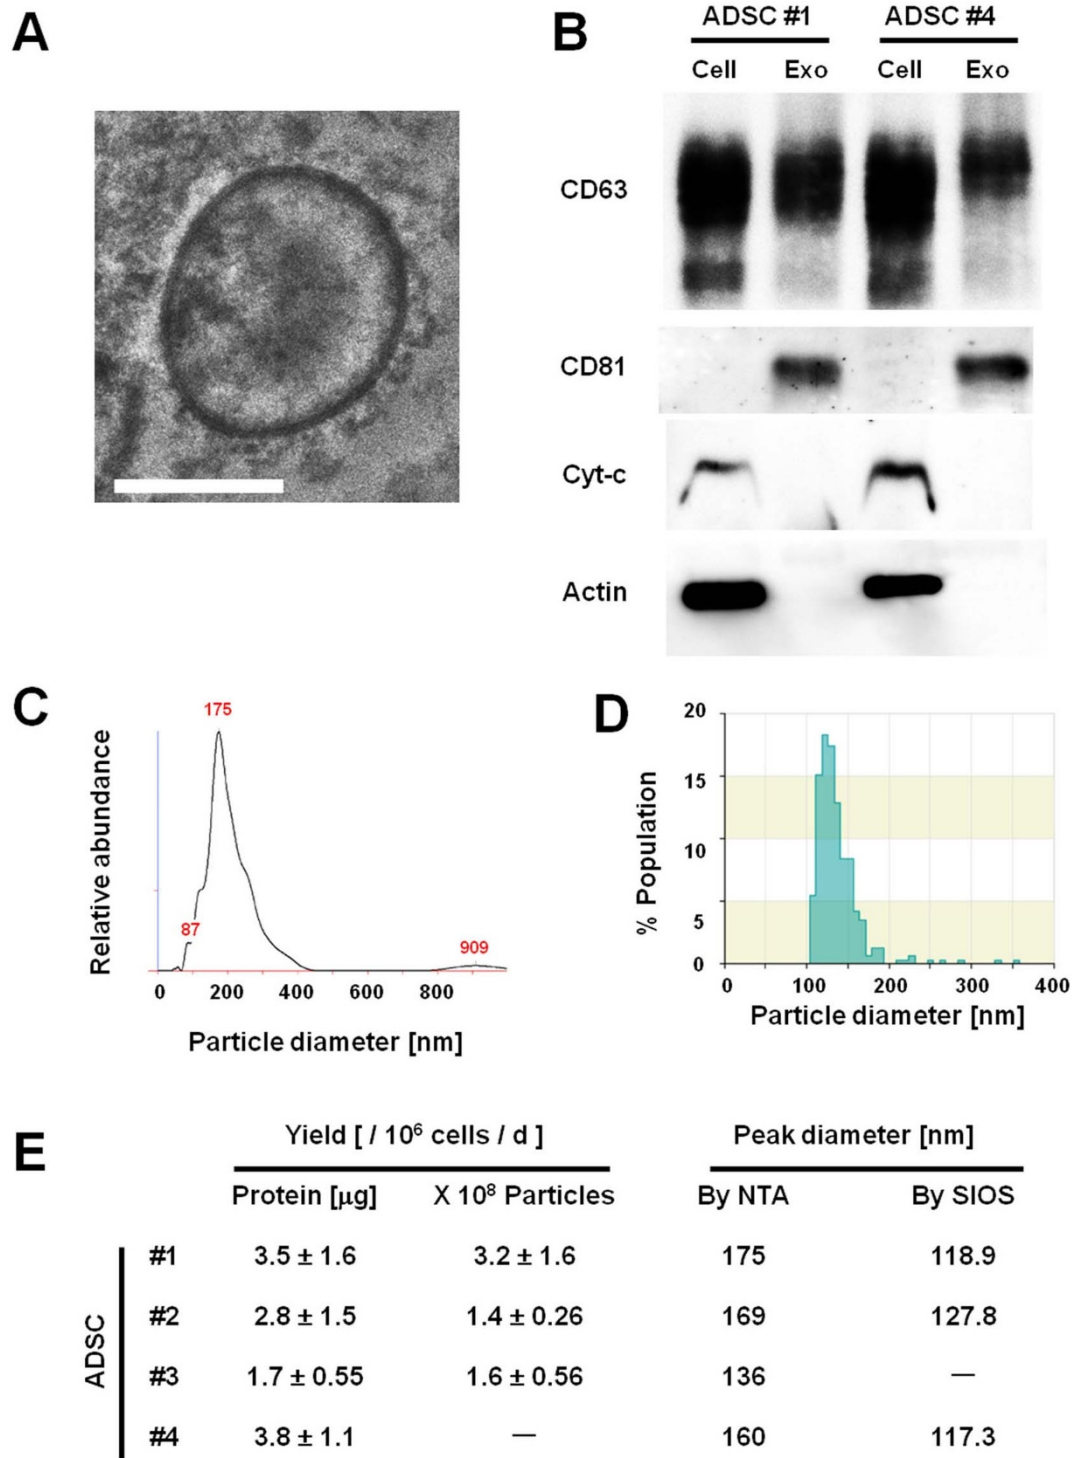 A
B
ADSC #1 ADSC #4
Cell Exo Cell Exo
CD63
CD81
Cyt-c
Actin
C
Relative abundance
175
87
909
0 200 400 600 800
Particle diameter [nm]
D
% Population
20
15
10
5
0
0 100 200 300 400
Particle diameter [nm]
E
Yield [ / 10⁶ cells / d ] Peak diameter [nm]
Protein [μg] X 10⁸ Particles By NTA By SIOS
ADSC
#1 3.5 ± 1.6 3.2 ± 1.6 175 118.9
#2 2.8 ± 1.5 1.4 ± 0.26 169 127.8
#3 1.7 ± 0.55 1.6 ± 0.56 136 —
#4 3.8 ± 1.1 — 160 117.3